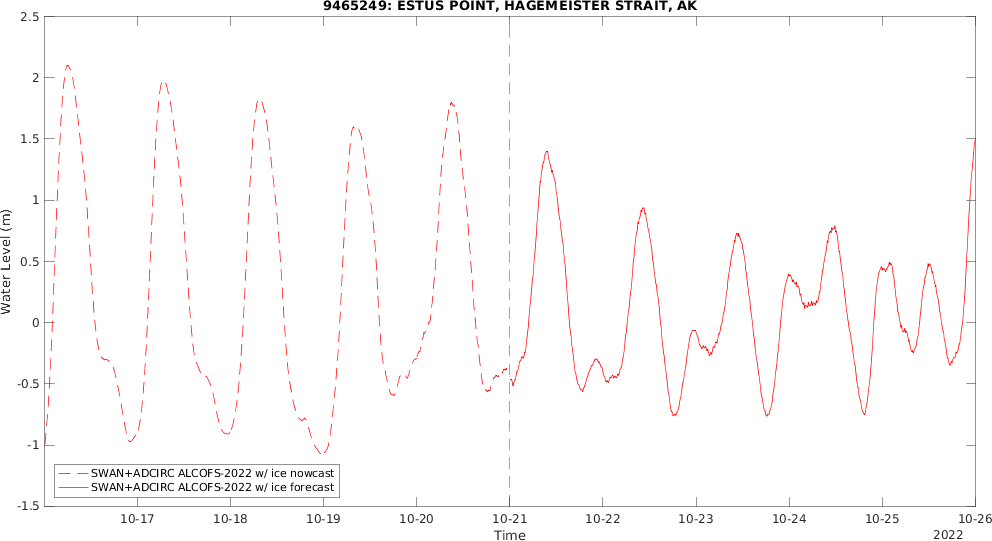 9465249: ESTUS POINT, HAGEMEISTER STRAIT, AK
2.5
2
1.5
1
0.5
0
-0.5
-1
-1.5
Water Level (m)
SWAN+ADCIRC ALCOFS-2022 w/ ice nowcast
SWAN+ADCIRC ALCOFS-2022 w/ ice forecast
10-17 10-18 10-19 10-20 10-21 10-22 10-23 10-24 10-25 10-26
Time
2022